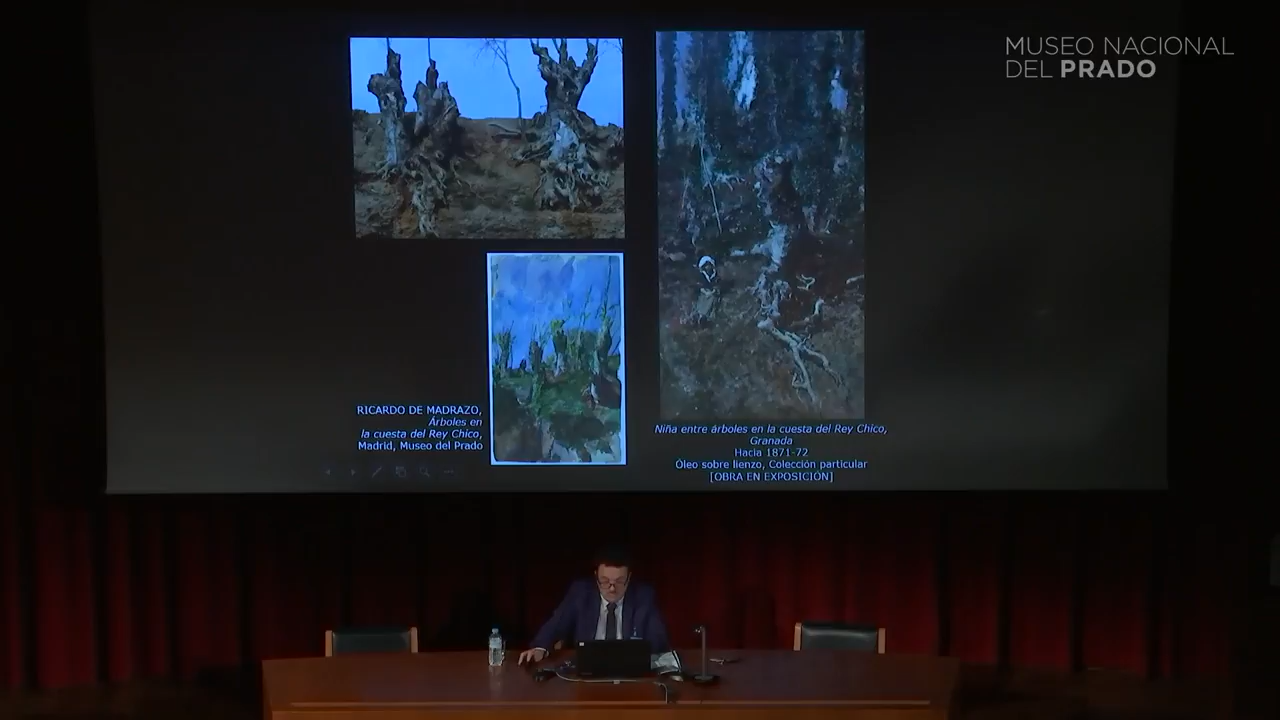 MUSEO NACIONAL
DEL PRADO
RICARDO DE MADRAZO,
Árboles en
la cuesta del Rey Chico,
Madrid, Museo del Prado
Niña entre árboles en la cuesta del Rey Chico,
Granada
Hacia 1871-72
Óleo sobre lienzo, Colección particular
[OBRA EN EXPOSICIÓN]